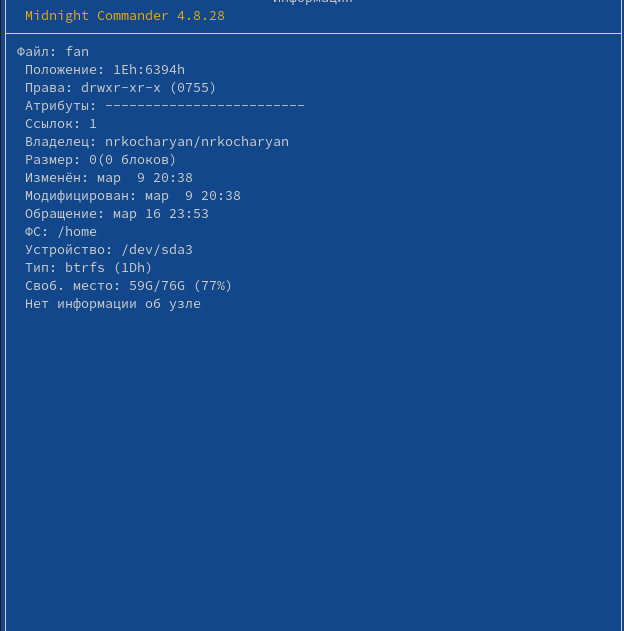 Информация
Midnight Commander 4.8.28
Файл: fan
Положение: 1Eh:6394h
Права: drwxr-xr-x (0755)
Атрибуты: -------------------------
Ссылок: 1
Владелец: nrkocharyan/nrkocharyan
Размер: 0(0 блоков)
Изменён: мар  9 20:38
Модифицирован: мар  9 20:38
Обращение: мар 16 23:53
ФС: /home
Устройство: /dev/sda3
Тип: btrfs (1Dh)
Своб. место: 59G/76G (77%)
Нет информации об узле